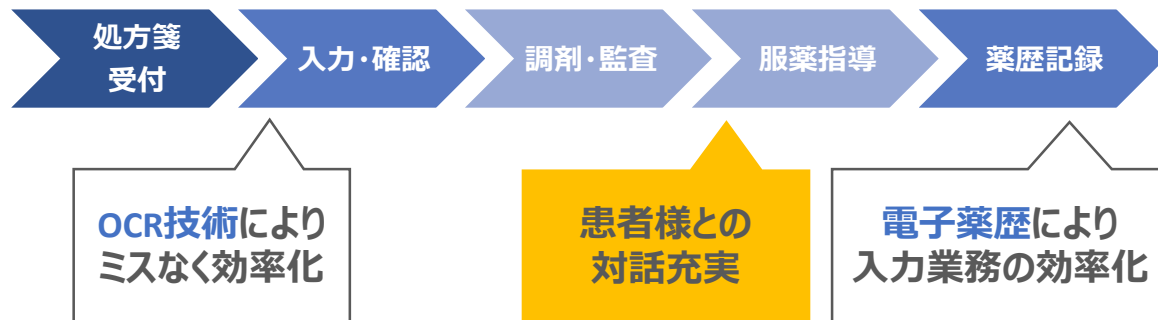 処方箋
受付
入力・確認
調剤・監査
服薬指導
薬歴記録
OCR技術により
ミスなく効率化
患者様との
対話充実
電子薬歴により
入力業務の効率化